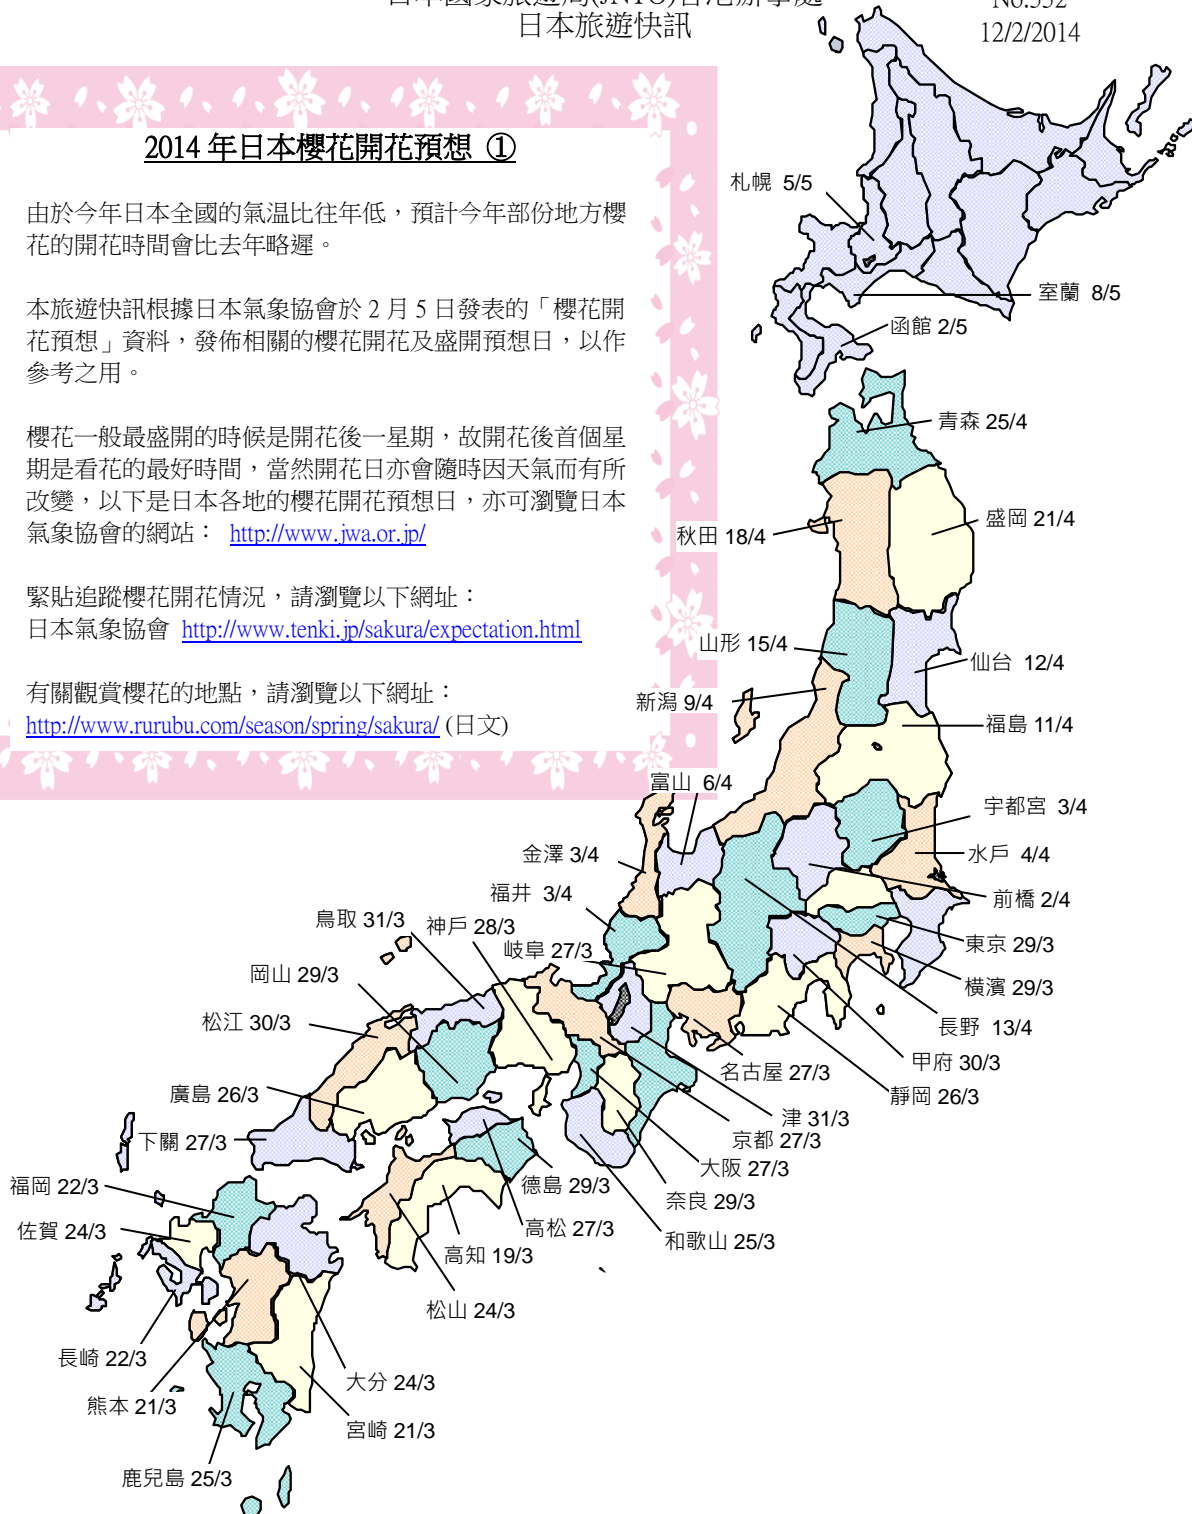 日本國家旅遊局(JNTO)香港辦事處
日本旅遊快訊
No.552
12/2/2014
2014 年日本櫻花開花預想 ①
由於今年日本全國的氣温比往年低，預計今年部份地方櫻
花的開花時間會比去年略遲。
本旅遊快訊根據日本氣象協會於 2 月 5 日發表的「櫻花開
花預想」資料，發佈相關的櫻花開花及盛開預想日，以作
參考之用。
櫻花一般最盛開的時候是開花後一星期，故開花後首個星
期是看花的最好時間，當然開花日亦會隨時因天氣而有所
改變，以下是日本各地的櫻花開花預想日，亦可瀏覽日本
氣象協會的網站： http://www.jwa.or.jp/
緊貼追蹤櫻花開花情況，請瀏覽以下網址：
日本氣象協會 http://www.tenki.jp/sakura/expectation.html
有關觀賞櫻花的地點，請瀏覽以下網址：
http://www.rurubu.com/season/spring/sakura/ (日文)
札幌 5/5
室蘭 8/5
函館 2/5
青森 25/4
盛岡 21/4
秋田 18/4
山形 15/4
仙台 12/4
新潟 9/4
福島 11/4
富山 6/4
宇都宮 3/4
金澤 3/4
水戶 4/4
福井 3/4
前橋 2/4
鳥取 31/3
神戶 28/3
岐阜 27/3
東京 29/3
岡山 29/3
横濱 29/3
松江 30/3
長野 13/4
甲府 30/3
名古屋 27/3
廣島 26/3
靜岡 26/3
津 31/3
下關 27/3
京都 27/3
大阪 27/3
福岡 22/3
德島 29/3
奈良 29/3
佐賀 24/3
高松 27/3
和歌山 25/3
高知 19/3
松山 24/3
長崎 22/3
大分 24/3
熊本 21/3
宮崎 21/3
鹿兒島 25/3